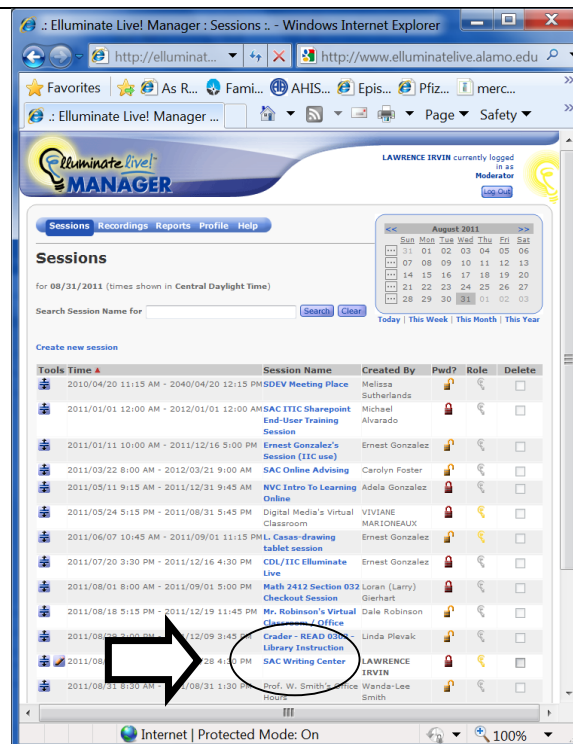 .: Elluminate Live! Manager : Sessions :. - Windows Internet Explorer
http://elluminat... http://www.elluminatelive.alamo.edu
Favorites As R... Fami... AHIS... Epis... Pfiz... merc... »
.: Elluminate Live! Manager ... Page Safety »
Elluminate Live!
MANAGER
LAWRENCE IRVIN currently logged
in as
Moderator
Log Out
Sessions Recordings Reports Profile Help
<< August 2011 >>
Sun Mon Tue Wed Thu Fri Sat
... 31 01 02 03 04 05 06
... 07 08 09 10 11 12 13
... 14 15 16 17 18 19 20
... 21 22 23 24 25 26 27
... 28 29 30 31 01 02 03
Today | This Week | This Month | This Year
Sessions
for 08/31/2011 (times shown in Central Daylight Time)
Search Session Name for Search Clear
Create new session
Tools Time Session Name Created By Pwd? Role Delete
2010/04/20 11:15 AM - 2040/04/20 12:15 PM SDEV Meeting Place Melissa
Sutherlands
2011/01/01 12:00 AM - 2012/01/01 12:00 AM SAC ITIC Sharepoint Michael
End-User Training Alvarado
Session
2011/01/11 10:00 AM - 2011/12/16 5:00 PM Ernest Gonzalez's Ernest Gonzalez
Session (IIC use)
2011/03/22 8:00 AM - 2012/03/21 9:00 AM SAC Online Advising Carolyn Foster
2011/05/11 9:15 AM - 2011/12/31 9:45 AM NVC Intro To Learning Adela Gonzalez
Online
2011/05/24 5:15 PM - 2011/08/31 5:45 PM Digital Media's Virtual VIVIANE
Classroom MARIONEAUX
2011/06/07 10:45 AM - 2011/09/01 11:15 PM L. Casas-drawing Ernest Gonzalez
tablet session
2011/07/20 3:30 PM - 2011/12/16 4:30 PM CDL/IIC Elluminate Ernest Gonzalez
Live
2011/08/01 8:00 AM - 2011/09/01 5:00 PM Math 2412 Section 032 Loran (Larry)
Checkout Session Gierhart
2011/08/18 5:15 PM - 2011/12/19 11:45 PM Mr. Robinson's Virtual Dale Robinson
Classroom / Office
2011/08/29 3:00 PM - 2011/12/09 3:45 PM Crader - READ 0303 - Linda Plevak
Library Instruction
2011/08 28 4:30 PM SAC Writing Center LAWRENCE
IRVIN
2011/08/31 8:30 AM - 2011/08/31 1:30 PM Prof. W. Smith's Office Wanda-Lee
Hours Smith
Internet | Protected Mode: On 100%